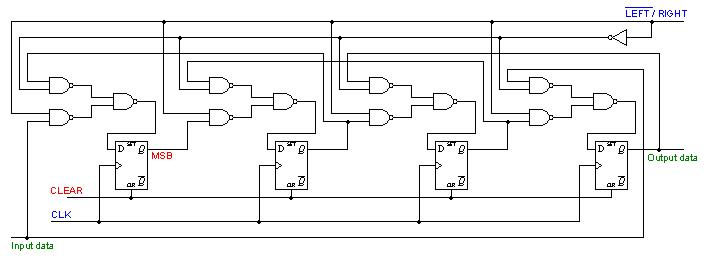 LEFT / RIGHT
D SET Q
D SET Q
D SET Q
D SET Q
MSB
Output data
CLR Q
CLR Q
CLR Q
CLR Q
CLEAR
CLK
Input data